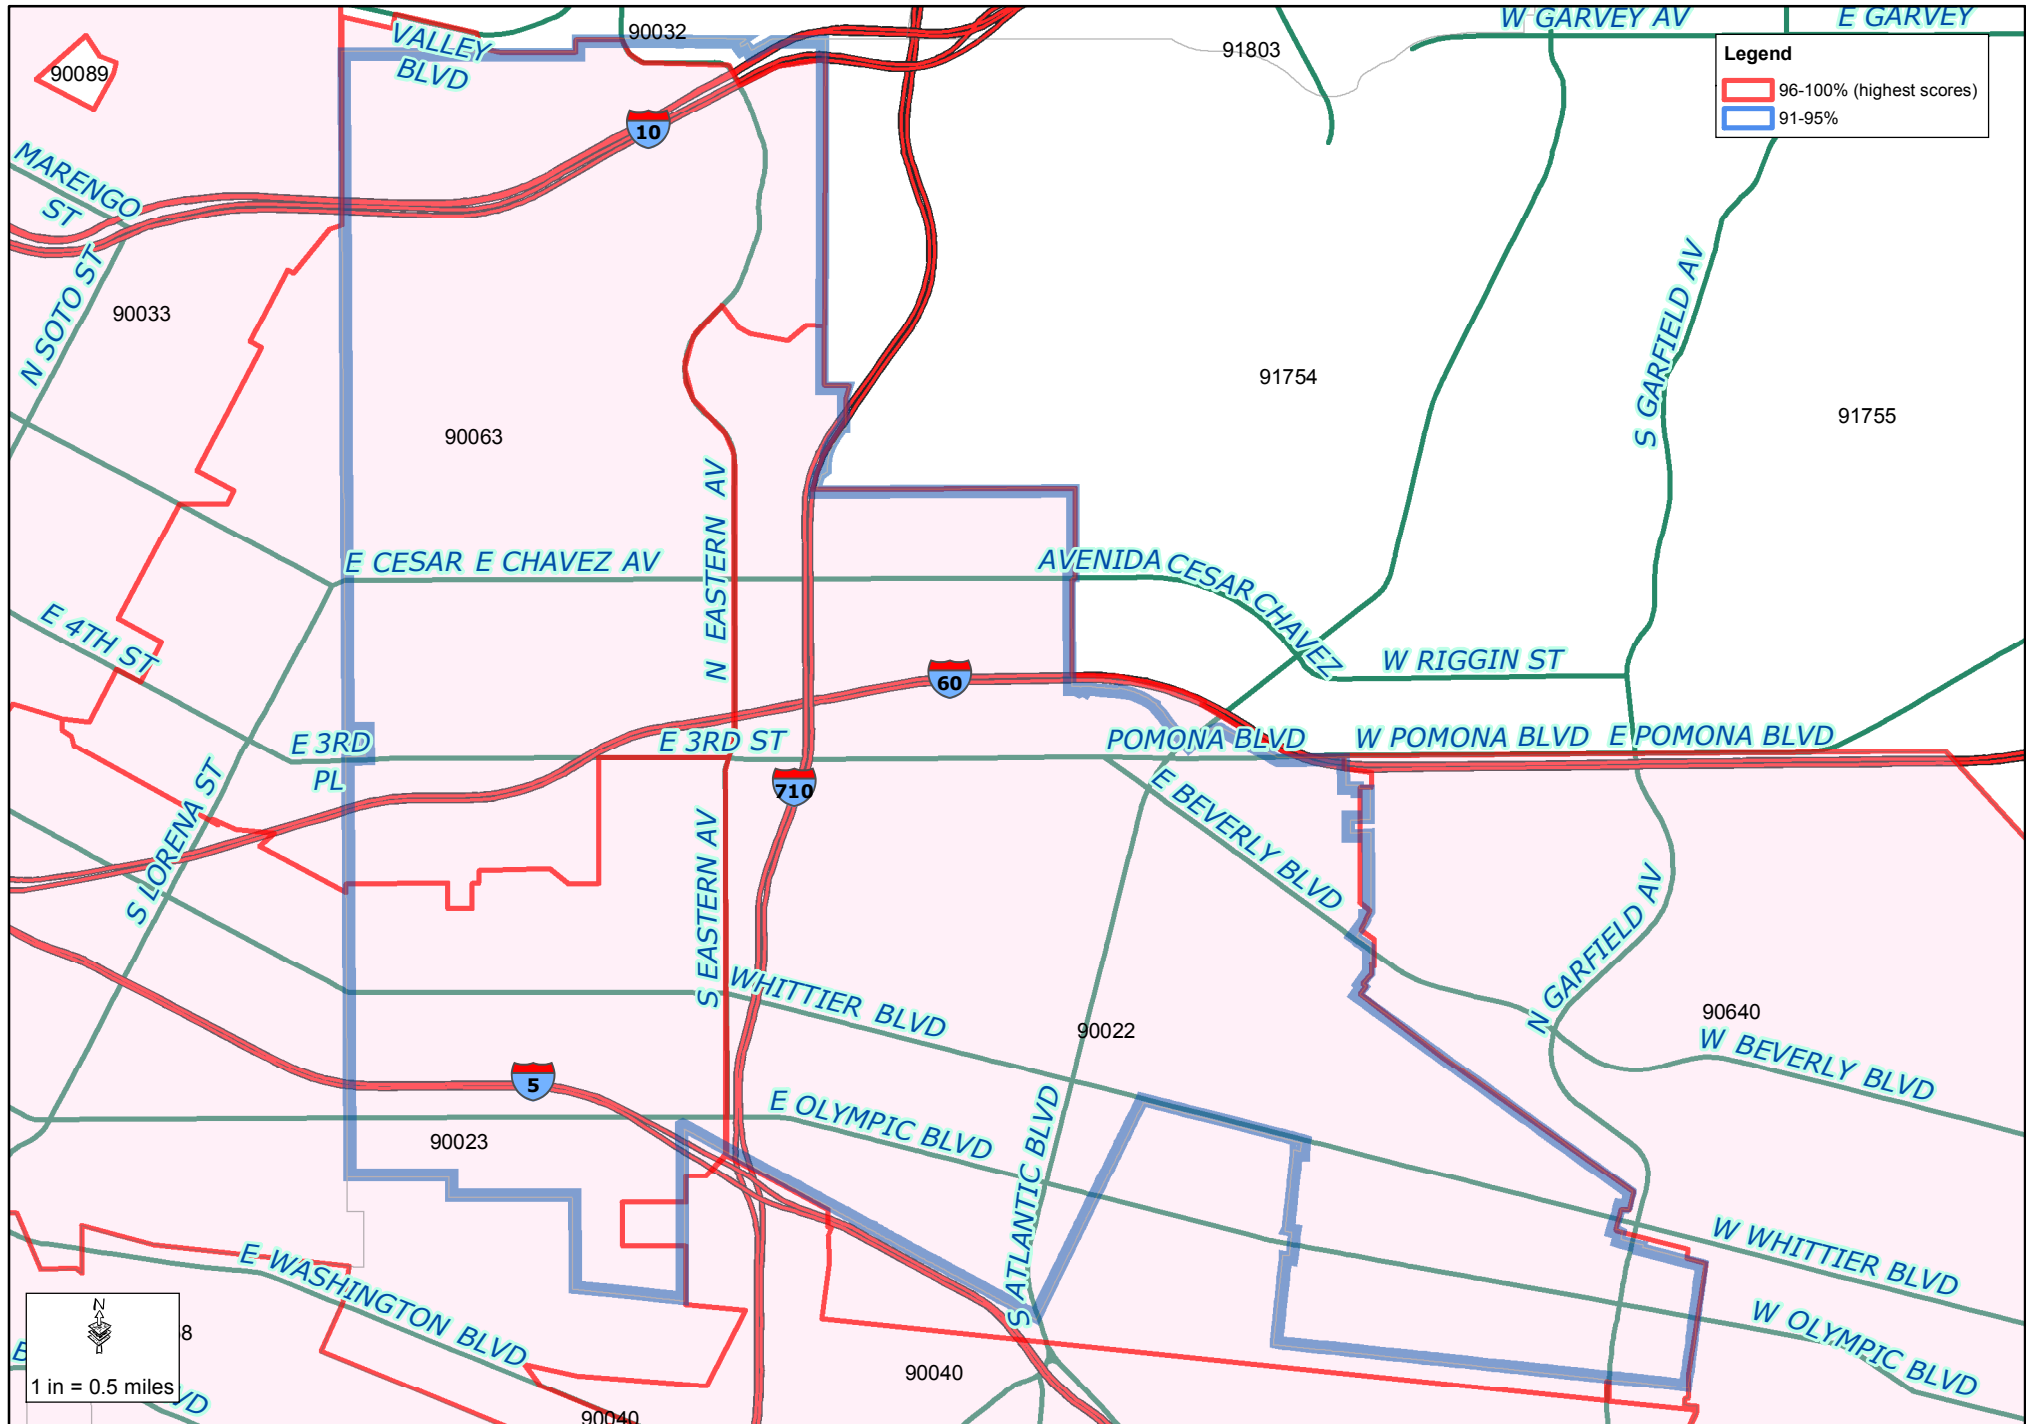 W GARVEY AV
E GARVEY
90032
VALLEY
BLVD
91803
Legend
96-100% (highest scores)
91-95%
90089
10
MARENGO
ST
N SOTO ST
90033
S GARFIELD AV
91754
91755
90063
N EASTERN AV
E CESAR E CHAVEZ AV
AVENIDA CESAR CHAVEZ
E 4TH ST
W RIGGIN ST
60
E 3RD
PL
E 3RD ST
POMONA BLVD
W POMONA BLVD
E POMONA BLVD
710
E BEVERLY BLVD
S LORENA ST
S EASTERN AV
N GARFIELD AV
WHITTIER BLVD
90022
90640
W BEVERLY BLVD
5
E OLYMPIC BLVD
S ATLANTIC BLVD
90023
W WHITTIER BLVD
E WASHINGTON BLVD
W OLYMPIC BLVD
N
8
1 in = 0.5 miles
B
VD
90040
90040